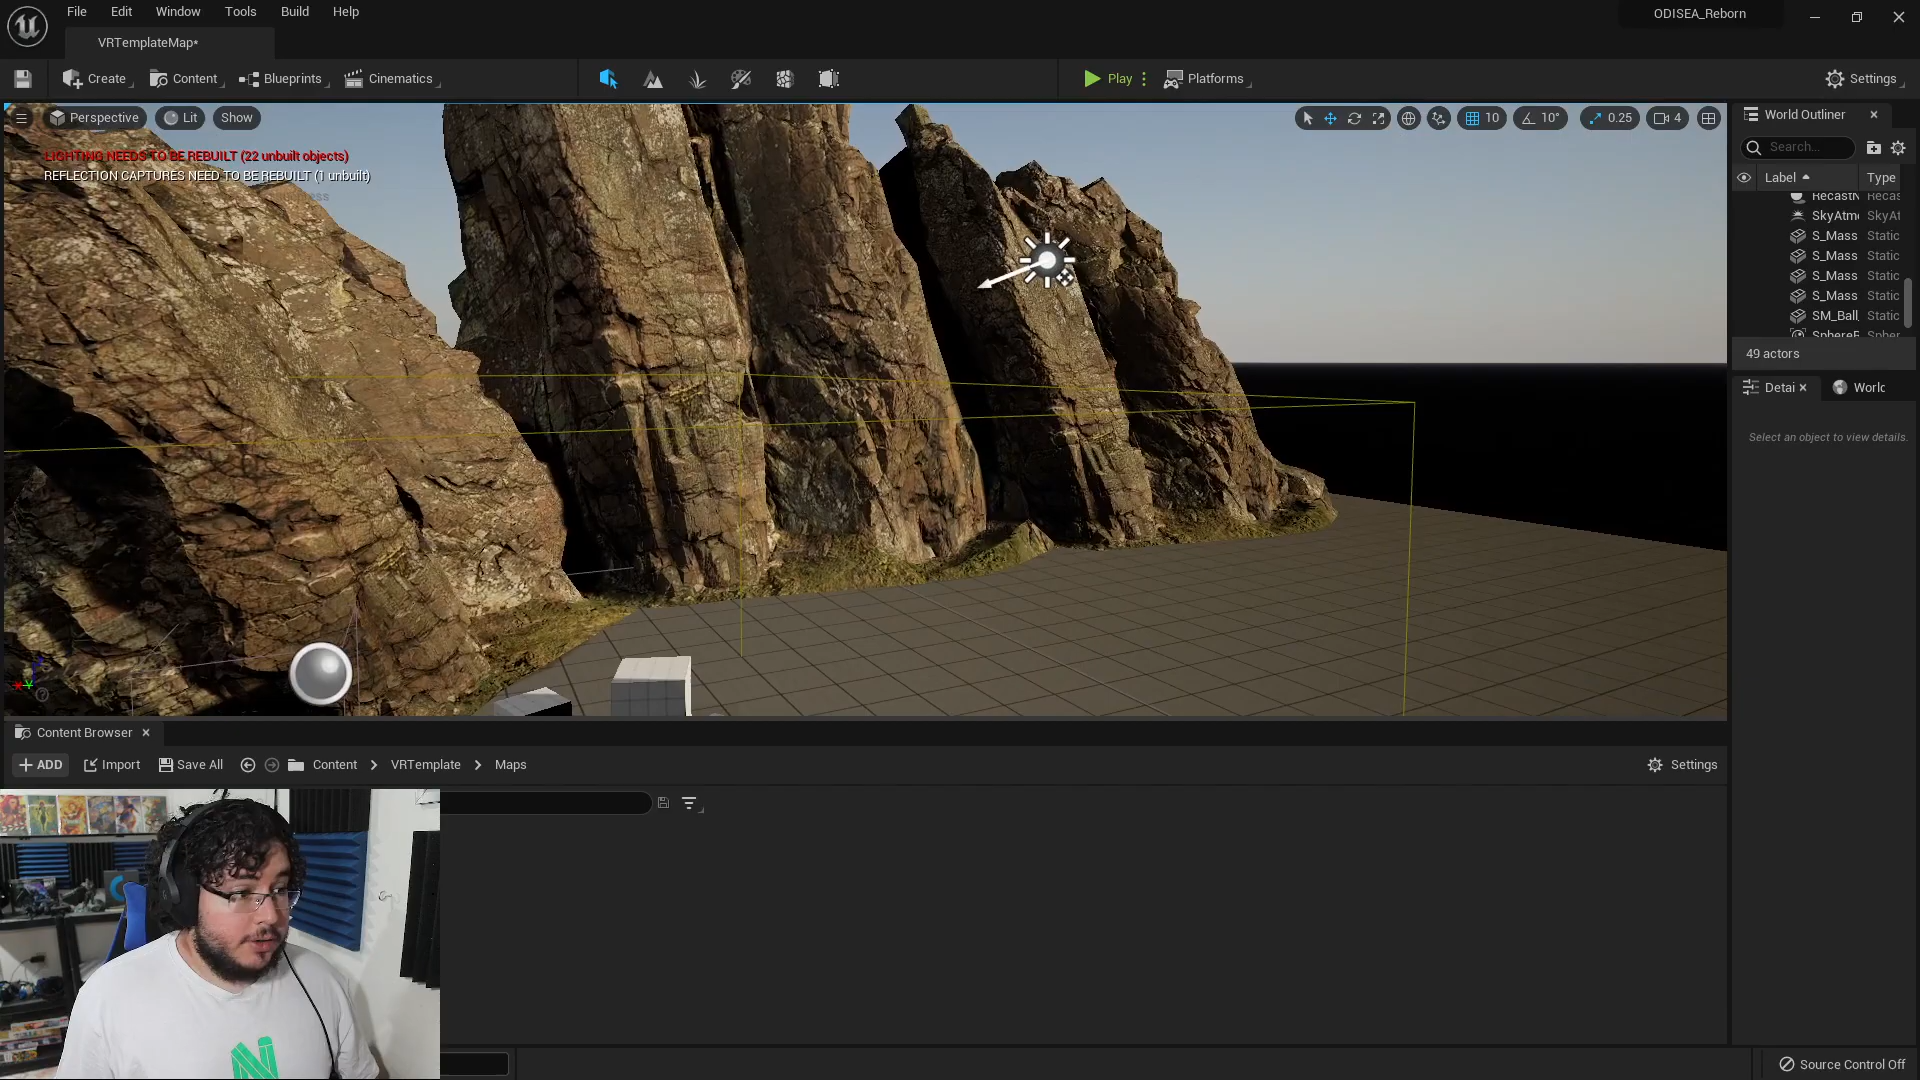 File Edit Window Tools Build Help
ODISEA_Reborn
VRTemplateMap*
Create Content Blueprints Cinematics Play Platforms Settings
Perspective Lit Show 10 10° 0.25 4
LIGHTING NEEDS TO BE REBUILT (22 unbuilt objects)
REFLECTION CAPTURES NEED TO BE REBUILT (1 unbuilt)
World Outliner
Search...
Label Type
RecastN Recas
SkyAtm SkyAt
S_Mass Static
S_Mass Static
S_Mass Static
S_Mass Static
SM_Ball Static
SphereF Spher
49 actors
Detai Worlc
Select an object to view details.
Content Browser
ADD Import Save All Content VRTemplate Maps Settings
N
Source Control Off